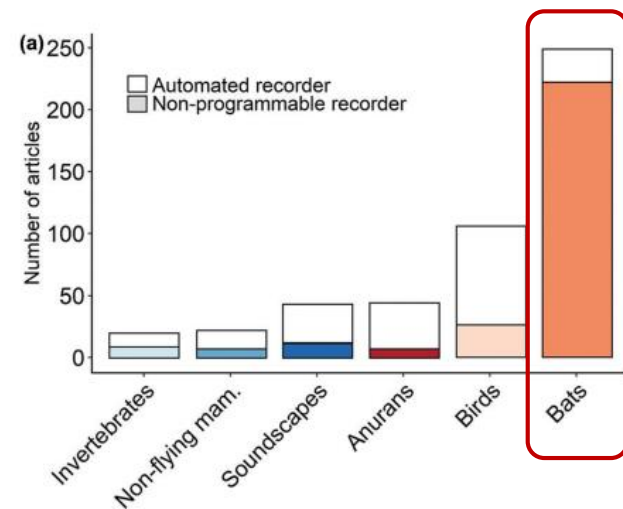 (a)
250
200
150
100
50
0
Number of articles
Automated recorder
Non-programmable recorder
Invertebrates
Non-flying mam.
Soundscapes
Anurans
Birds
Bats